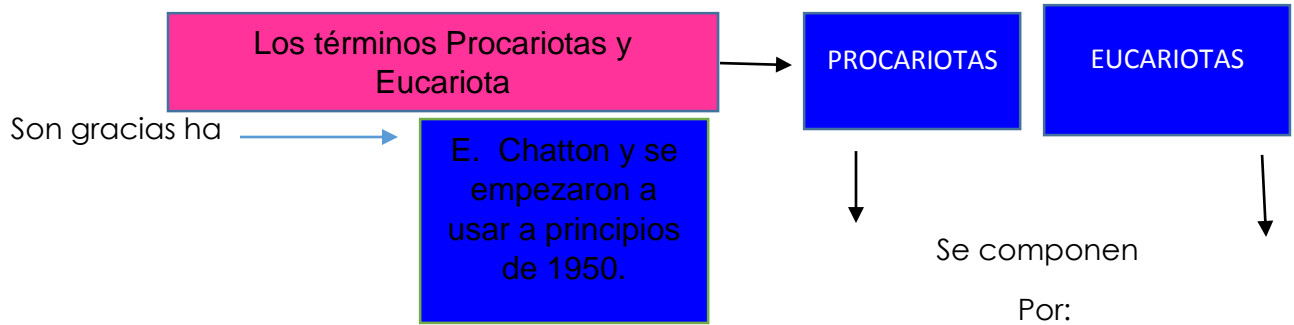 Los términos Procariotas y
Eucariota
PROCARIOTAS
EUCARIOTAS
Son gracias ha
E. Chatton y se
empezaron a
usar a principios
de 1950.
Se componen
Por: